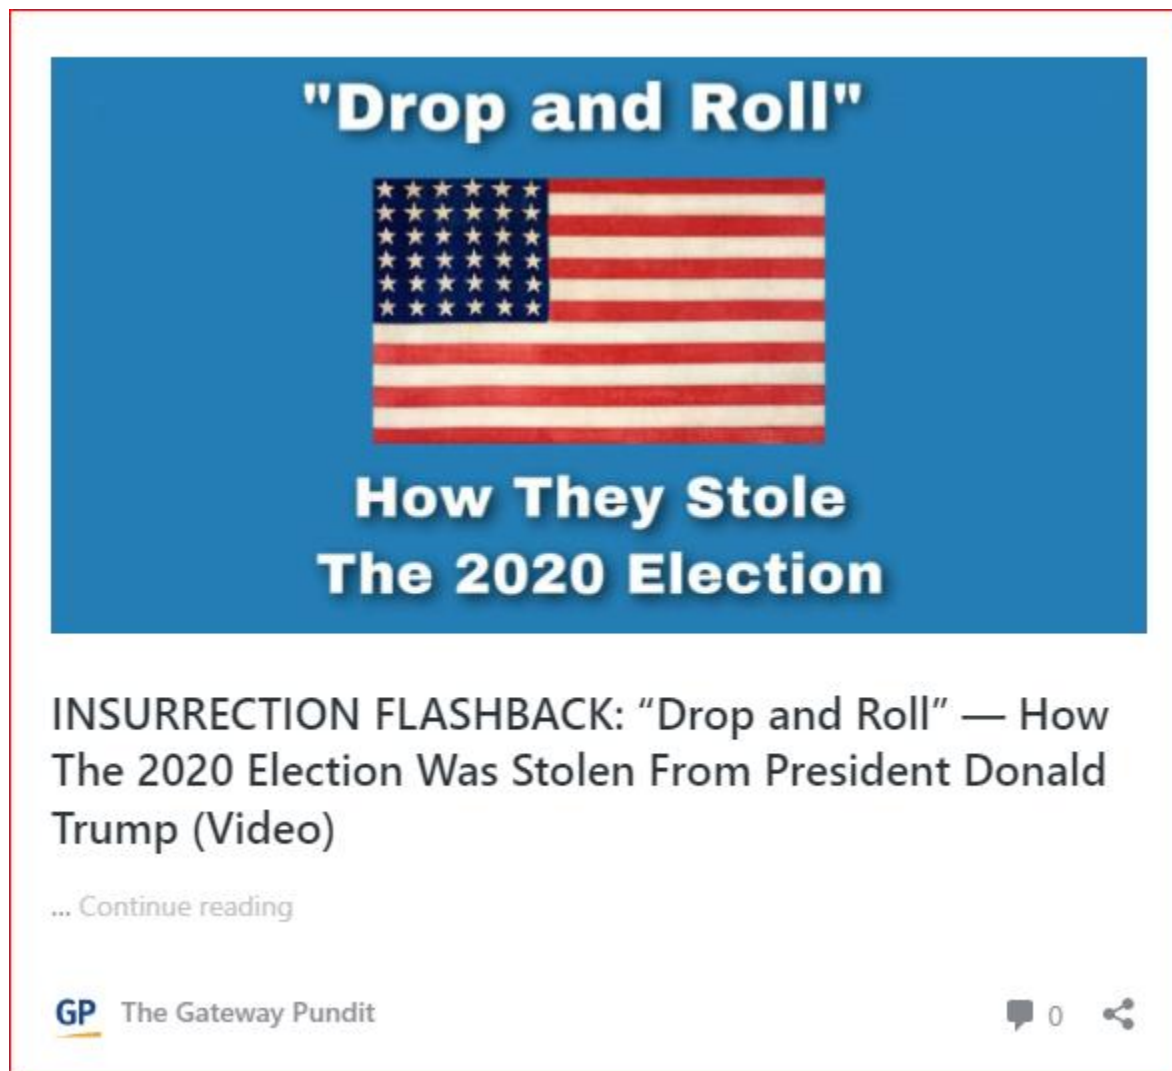 "Drop and Roll"
How They Stole
The 2020 Election
INSURRECTION FLASHBACK: “Drop and Roll” — How
The 2020 Election Was Stolen From President Donald
Trump (Video)
... Continue reading
GP The Gateway Pundit 0